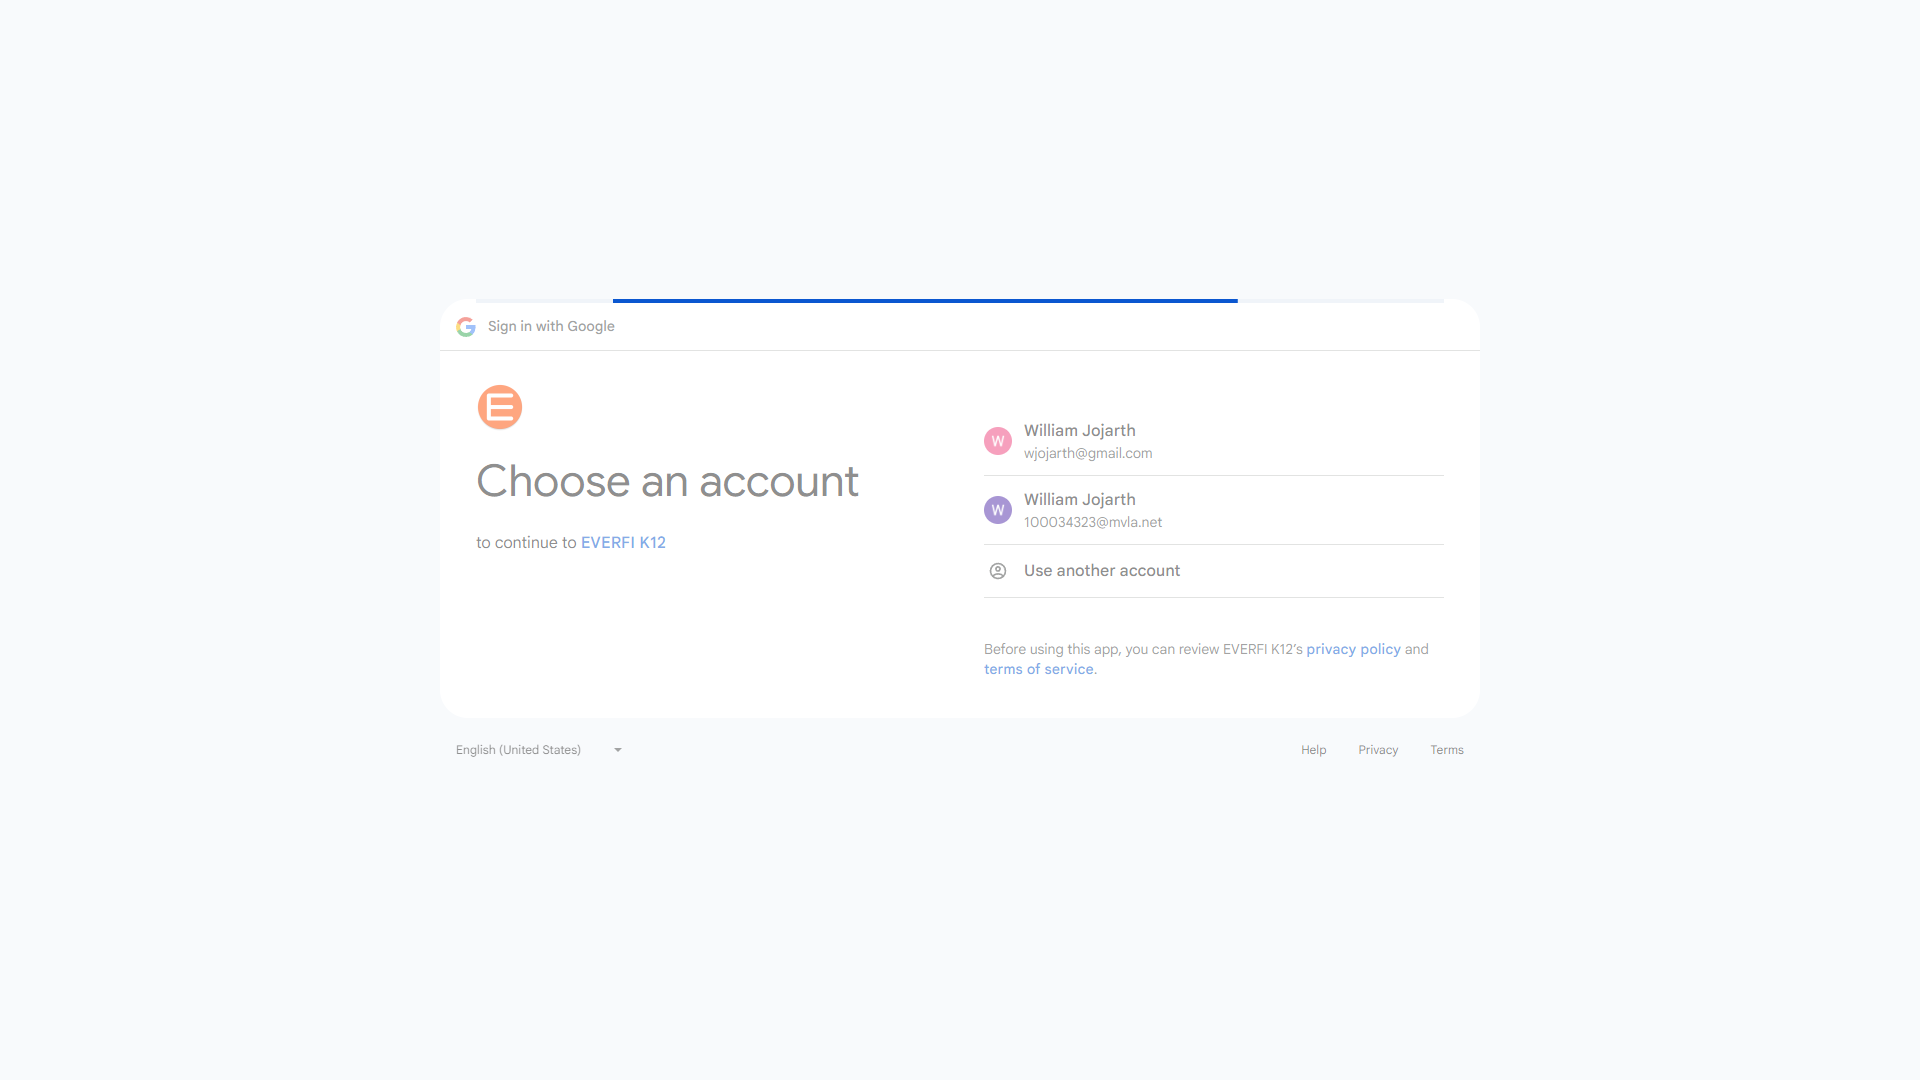 Sign in with Google
Choose an account
to continue to EVERFI K12
W
William Jojarth
wjojarth@gmail.com
W
William Jojarth
100034323@mvla.net
Use another account
Before using this app, you can review EVERFI K12’s privacy policy and
terms of service.
English (United States)
Help
Privacy
Terms